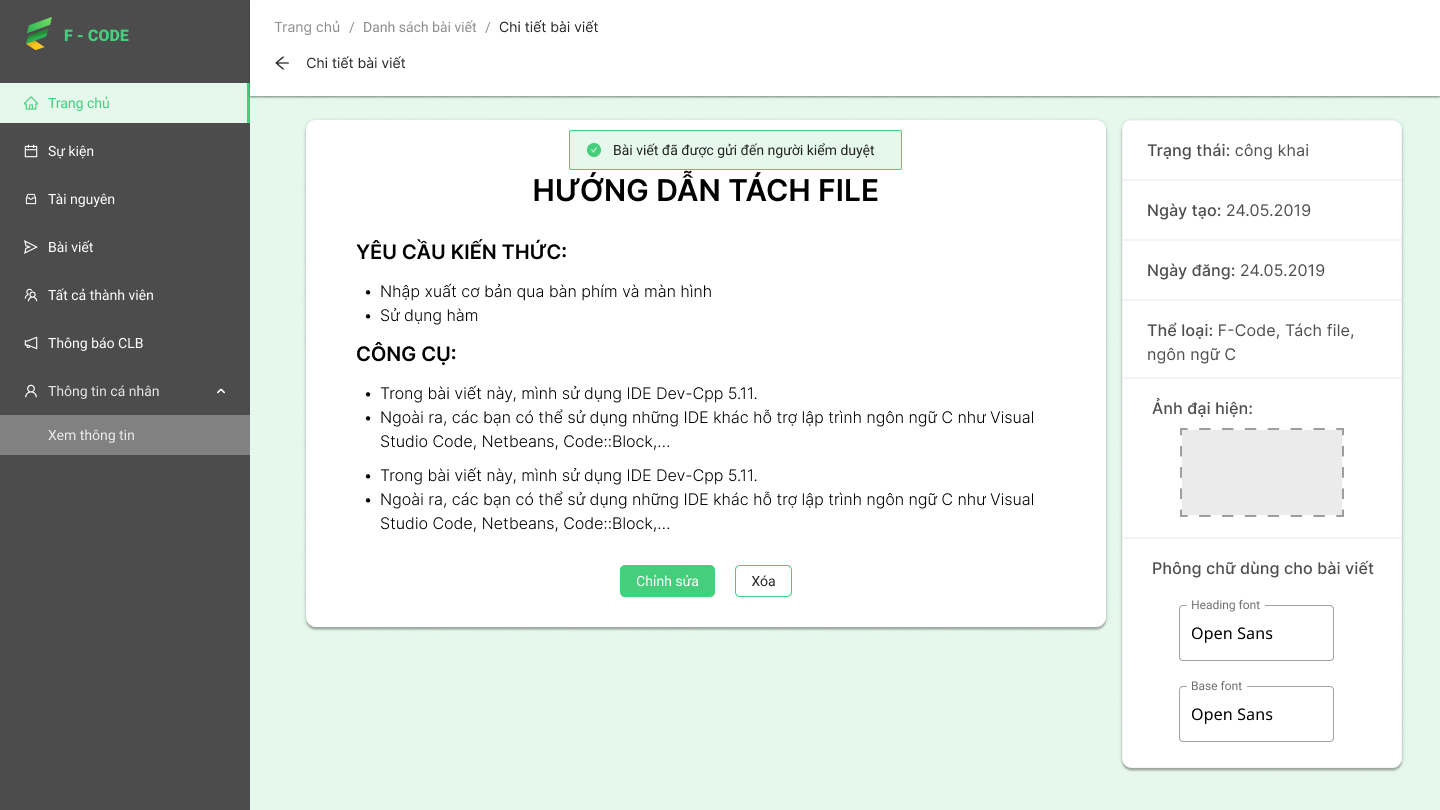 F - CODE
Trang chủ
Sự kiện
Tài nguyên
Bài viết
Tất cả thành viên
Thông báo CLB
Thông tin cá nhân
Xem thông tin
Trang chủ / Danh sách bài viết / Chi tiết bài viết
Chi tiết bài viết
Bài viết đã được gửi đến người kiểm duyệt
HƯỚNG DẪN TÁCH FILE
YÊU CẦU KIẾN THỨC:
• Nhập xuất cơ bản qua bàn phím và màn hình
• Sử dụng hàm
CÔNG CỤ:
• Trong bài viết này, mình sử dụng IDE Dev-Cpp 5.11.
• Ngoài ra, các bạn có thể sử dụng những IDE khác hỗ trợ lập trình ngôn ngữ C như Visual
Studio Code, Netbeans, Code::Block,...
• Trong bài viết này, mình sử dụng IDE Dev-Cpp 5.11.
• Ngoài ra, các bạn có thể sử dụng những IDE khác hỗ trợ lập trình ngôn ngữ C như Visual
Studio Code, Netbeans, Code::Block,...
Chỉnh sửa
Xóa
Trạng thái: công khai
Ngày tạo: 24.05.2019
Ngày đăng: 24.05.2019
Thể loại: F-Code, Tách file,
ngôn ngữ C
Ảnh đại hiện:
Phông chữ dùng cho bài viết
Heading font
Open Sans
Base font
Open Sans